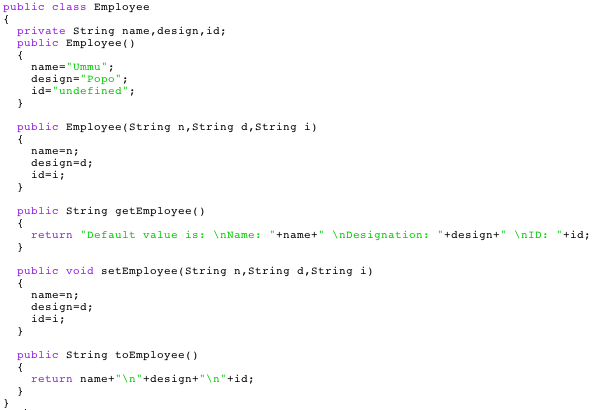 public class Employee
{
private String name,design,id;
public Employee()
{
name="Ummu";
design="Popo";
id="undefined";
}
public Employee(String n,String d,String i)
{
name=n;
design=d;
id=i;
}
public String getEmployee()
{
return "Default value is: \nName: "+name+" \nDesignation: "+design+" \nID: "+id;
}
public void setEmployee(String n,String d,String i)
{
name=n;
design=d;
id=i;
}
public String toEmployee()
{
return name+"\n"+design+"\n"+id;
}
}